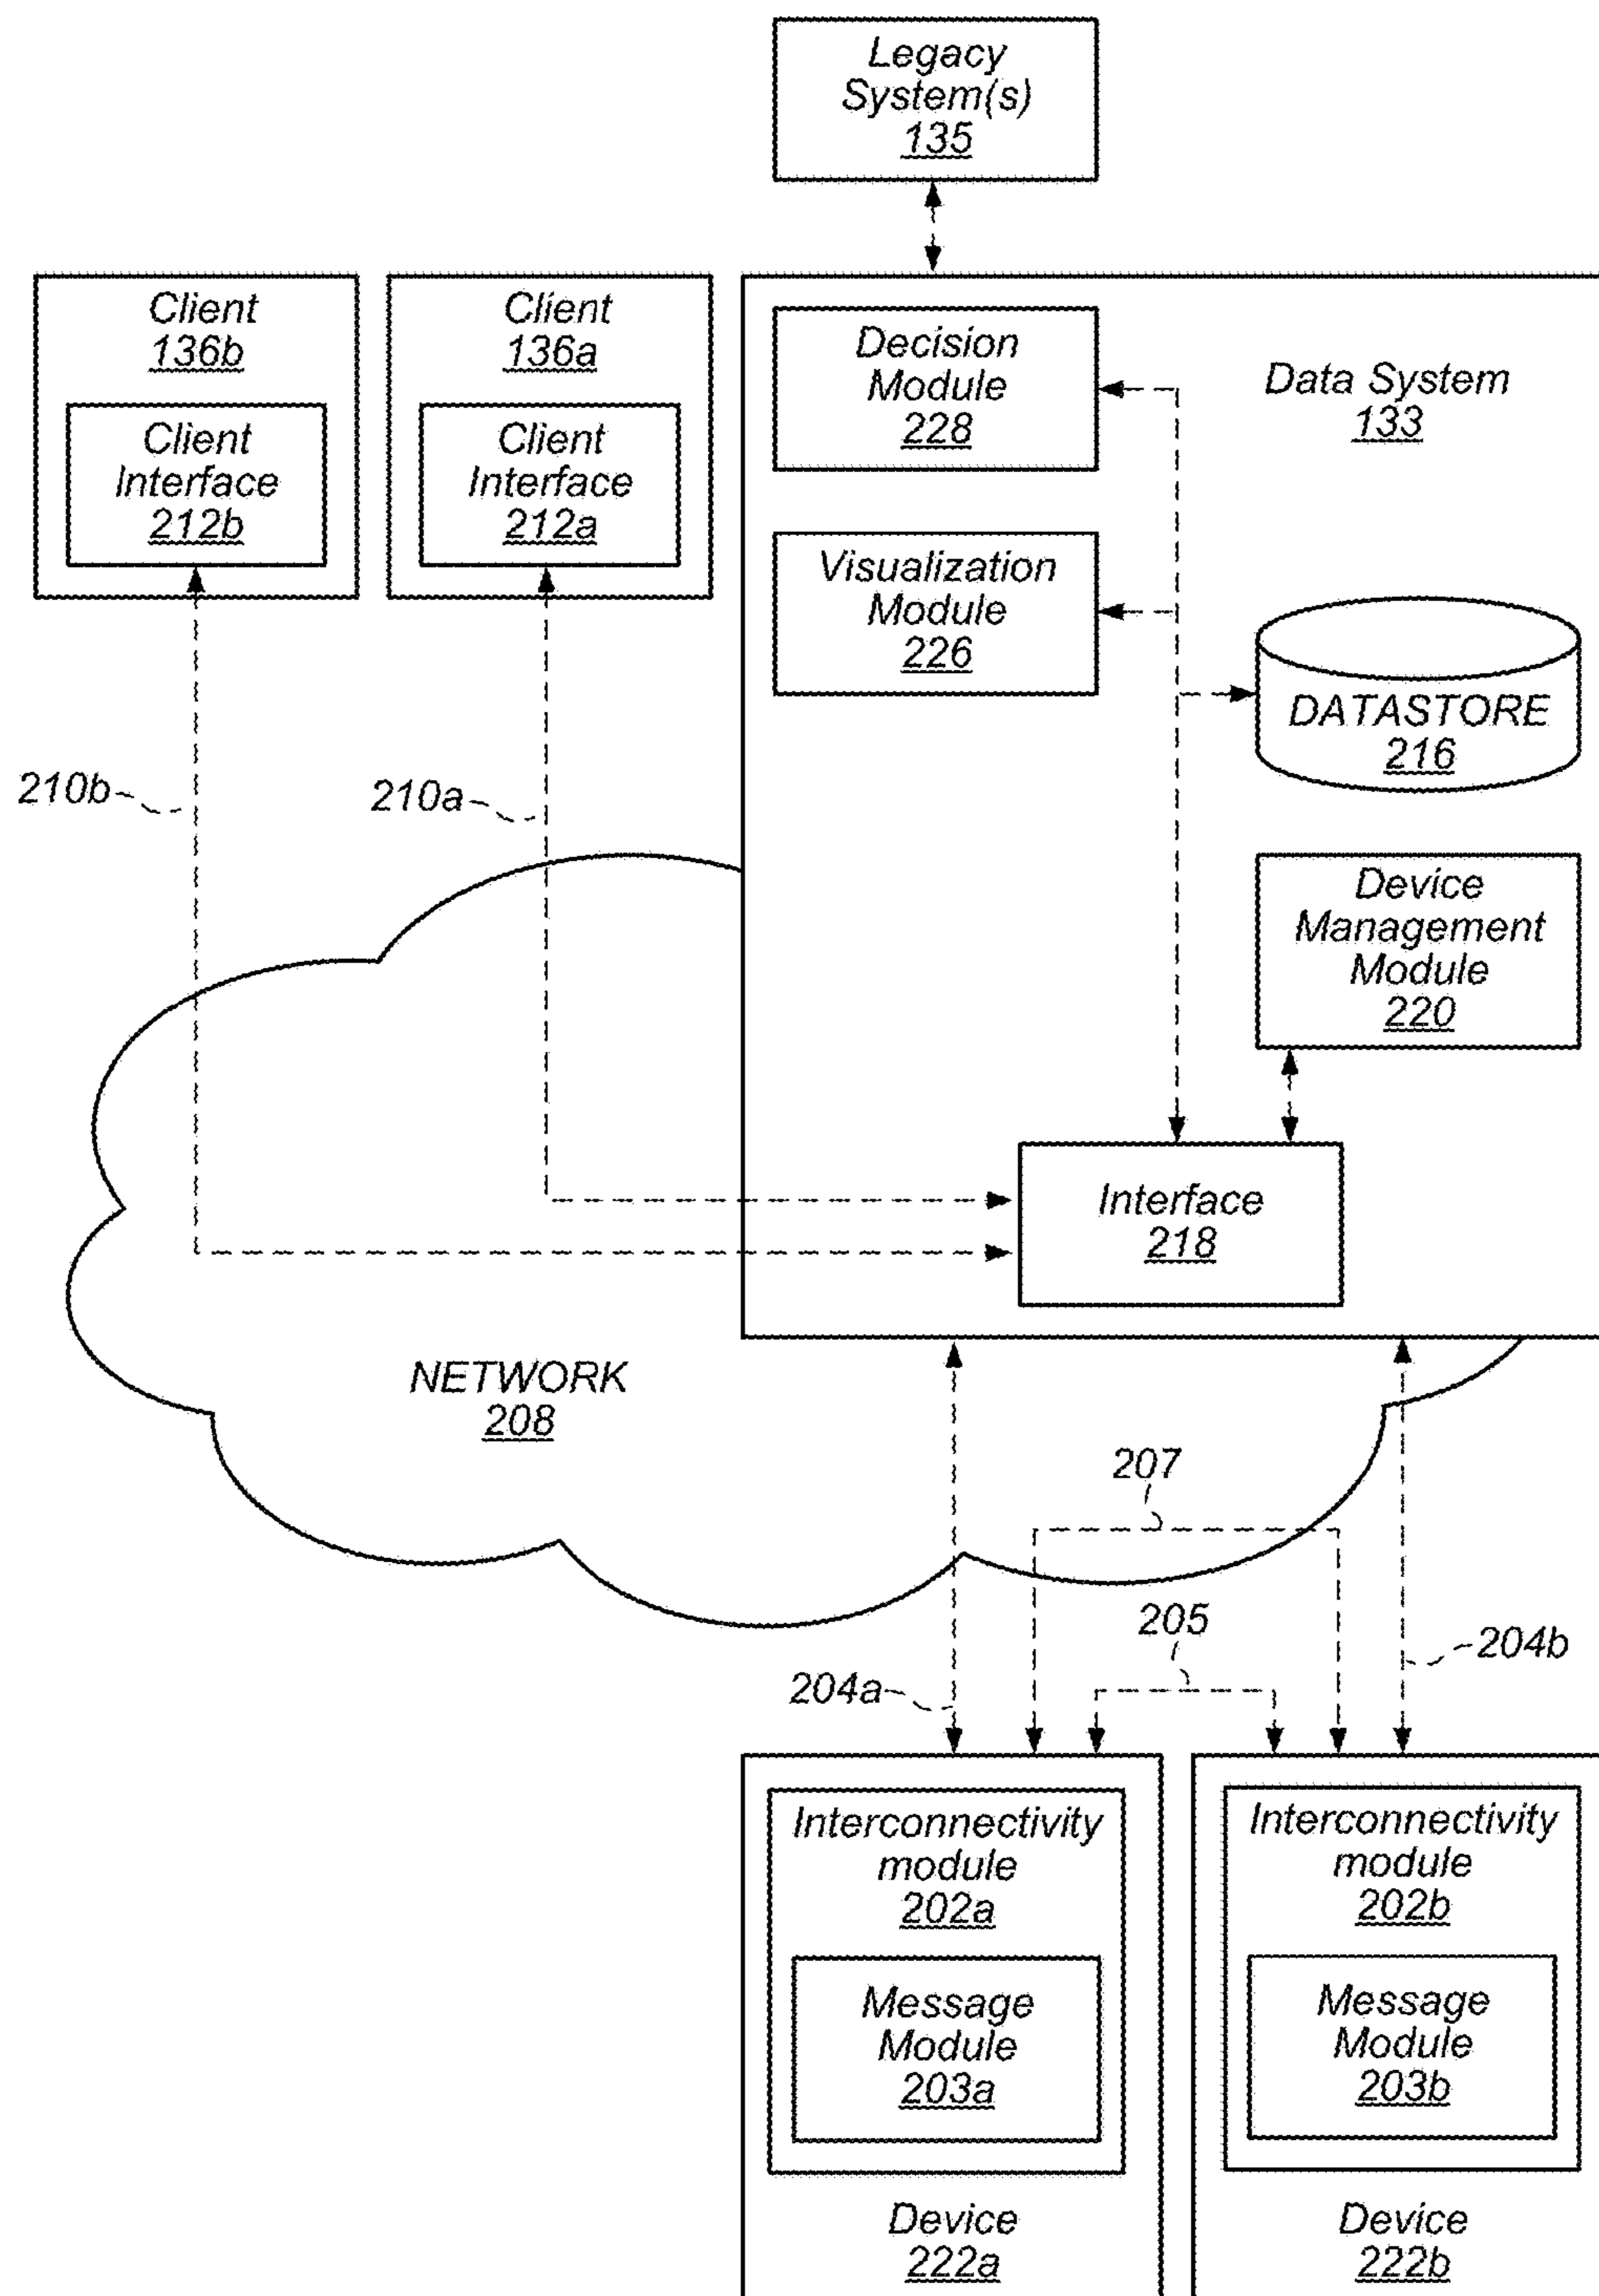 Legacy
System(s)
135
Client
136b
Client
Interface
212b
Client
136a
Client
Interface
212a
Decision
Module
228
Data System
133
Visualization
Module
226
DATASTORE
216
210b
210a
Device
Management
Module
220
Interface
218
NETWORK
208
207
205
204a
204b
Interconnectivity
module
202a
Message
Module
203a
Device
222a
Interconnectivity
module
202b
Message
Module
203b
Device
222b